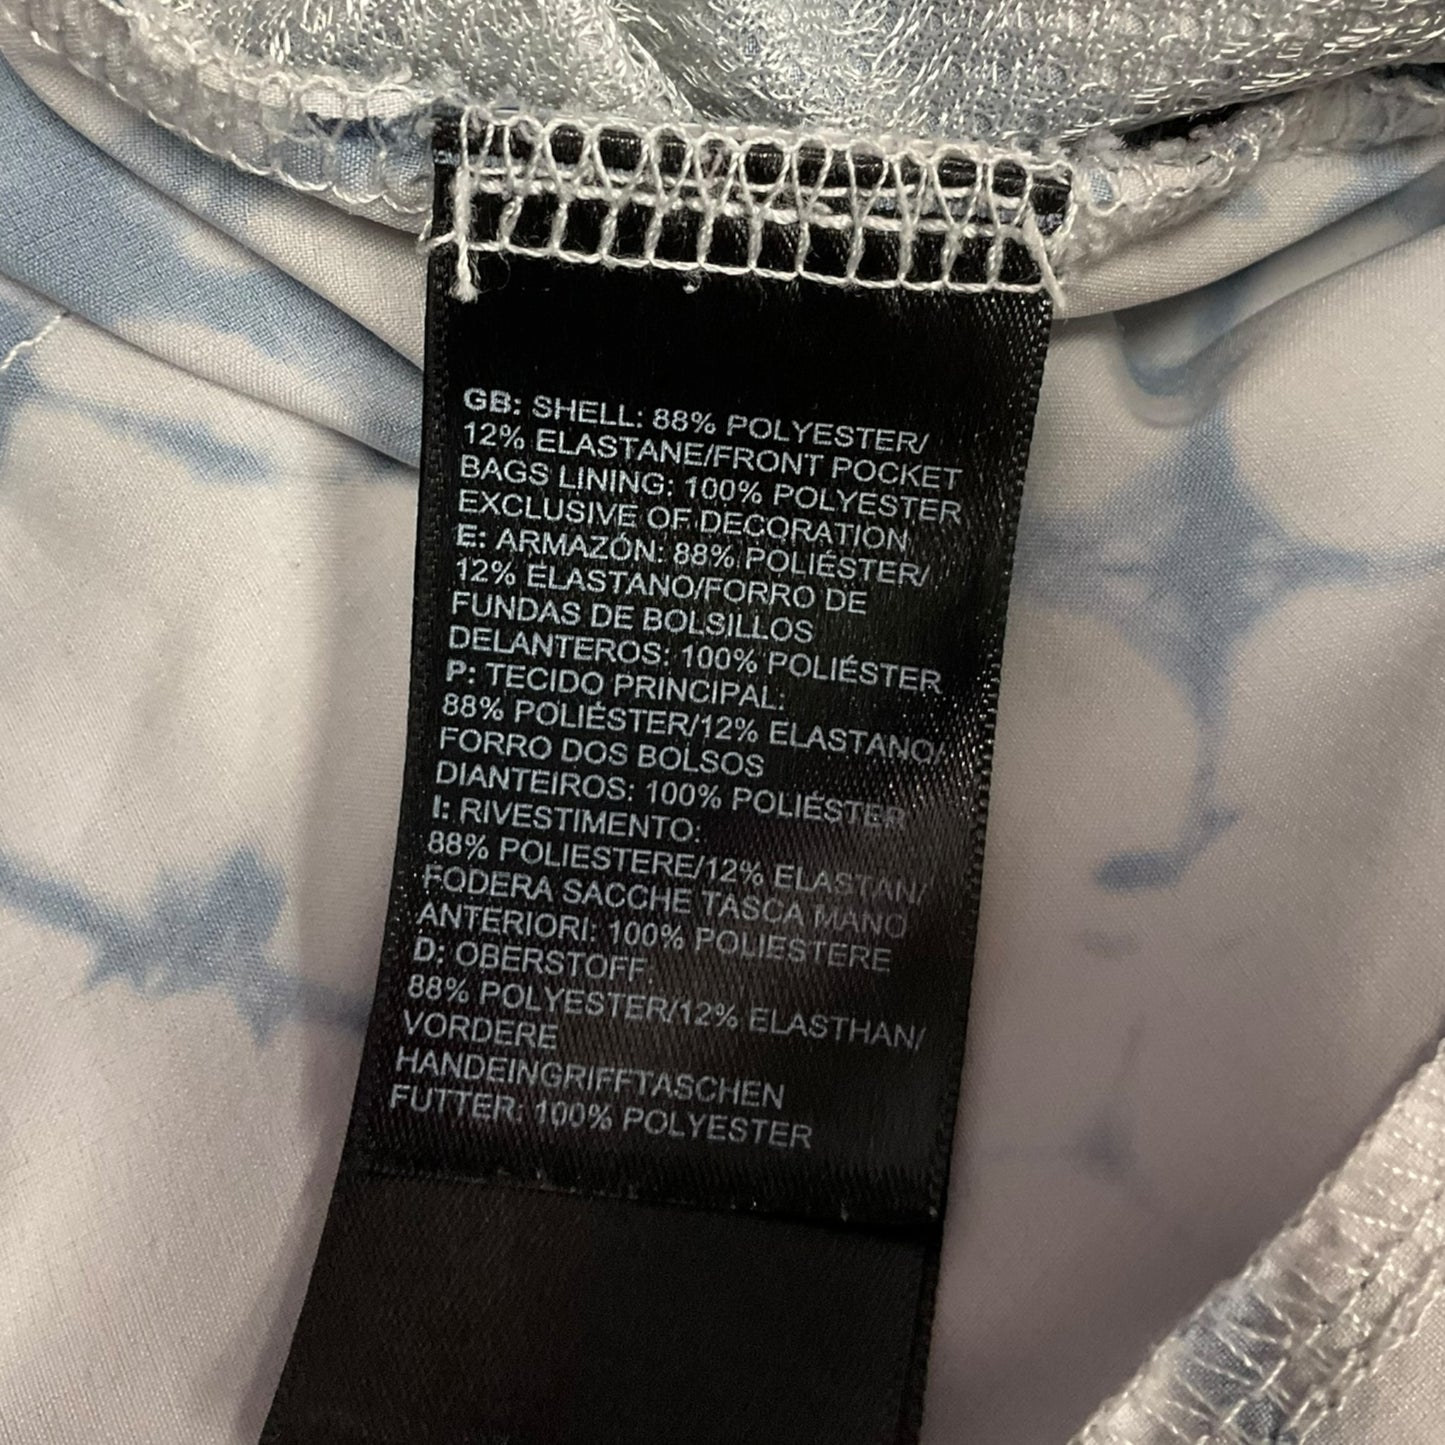 GB: SHELL: 88% POLYESTER/
12% ELASTANE/FRONT POCKET
BAGS LINING: 100% POLYESTER
EXCLUSIVE OF DECORATION
E: ARMAZÓN: 88% POLIÉSTER/
12% ELASTANO/FORRO DE
FUNDAS DE BOLSILLOS
DELANTEROS: 100% POLIÉSTER
P: TECIDO PRINCIPAL:
88% POLIÉSTER/12% ELASTANO/
FORRO DOS BOLSOS
DIANTEIROS: 100% POLIÉSTER
I: RIVESTIMENTO:
88% POLIESTERE/12% ELASTAN/
FODERA SACCHE TASCA MANO
ANTERIORI: 100% POLIESTERE
D: OBERSTOFF:
88% POLYESTER/12% ELASTHAN/
VORDERE
HANDEINGRIFFTASCHEN
FUTTER: 100% POLYESTER